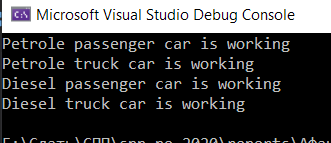 Microsoft Visual Studio Debug Console
Petrole passenger car is working
Petrole truck car is working
Diesel passenger car is working
Diesel truck car is working